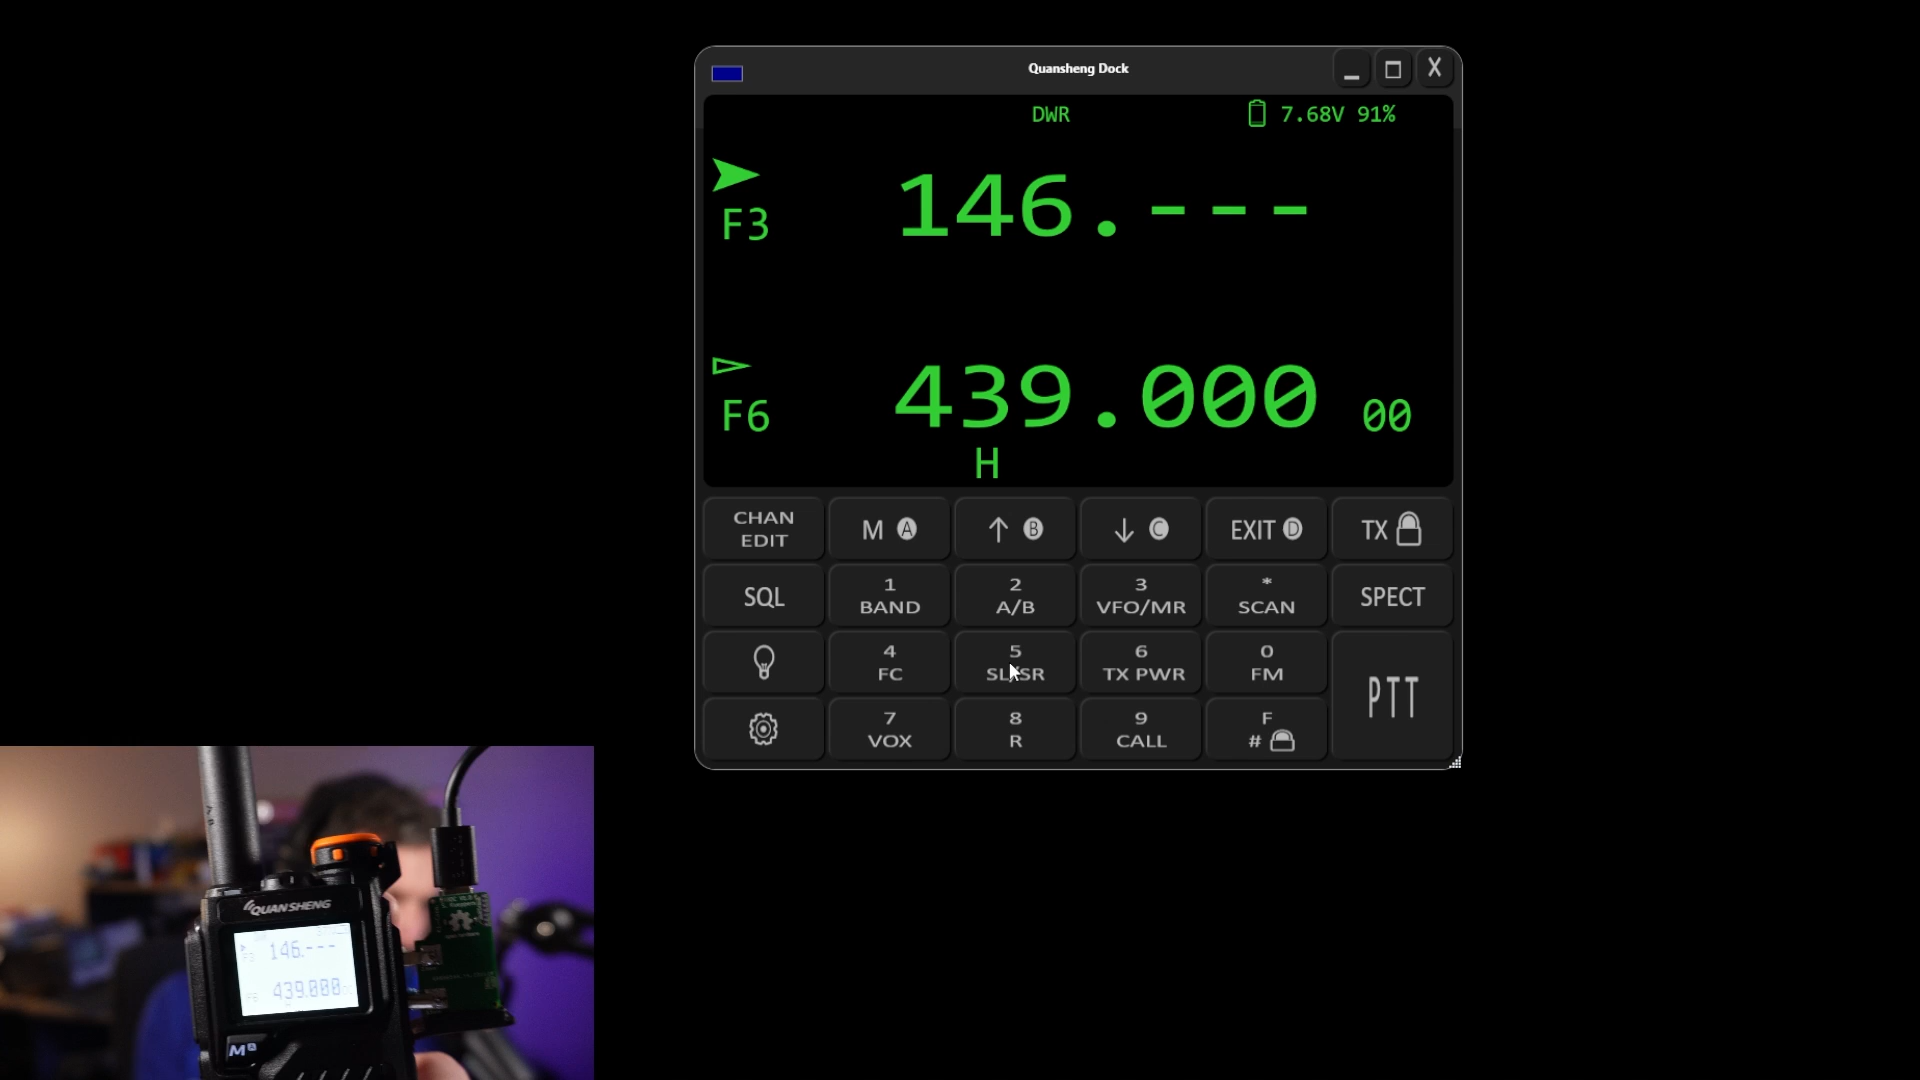 Quansheng Dock
DWR 7.68V 91%
F3 146.---
F6 439.000 00
H
CHAN EDIT
M A
↑ B
↓ C
EXIT D
TX
SQL
1 BAND
2 A/B
3 VFO/MR
* SCAN
SPECT
4 FC
5 SL/SR
6 TX PWR
0 FM
PTT
7 VOX
8 R
9 CALL
F #
QUANSHENG
F3 146.---
439.000
M A